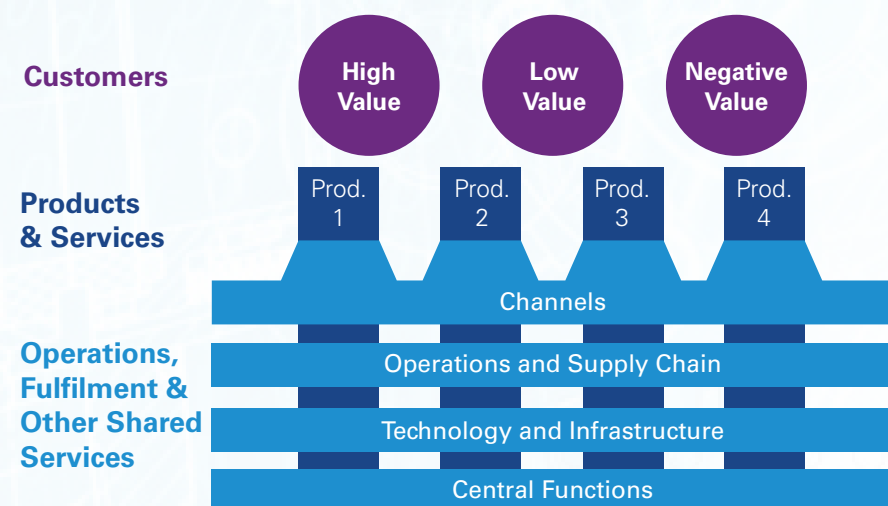 Customers
High
Value
Low
Value
Negative
Value
Products
& Services
Prod.
1
Prod.
2
Prod.
3
Prod.
4
Channels
Operations,
Fulfilment &
Other Shared
Services
Operations and Supply Chain
Technology and Infrastructure
Central Functions